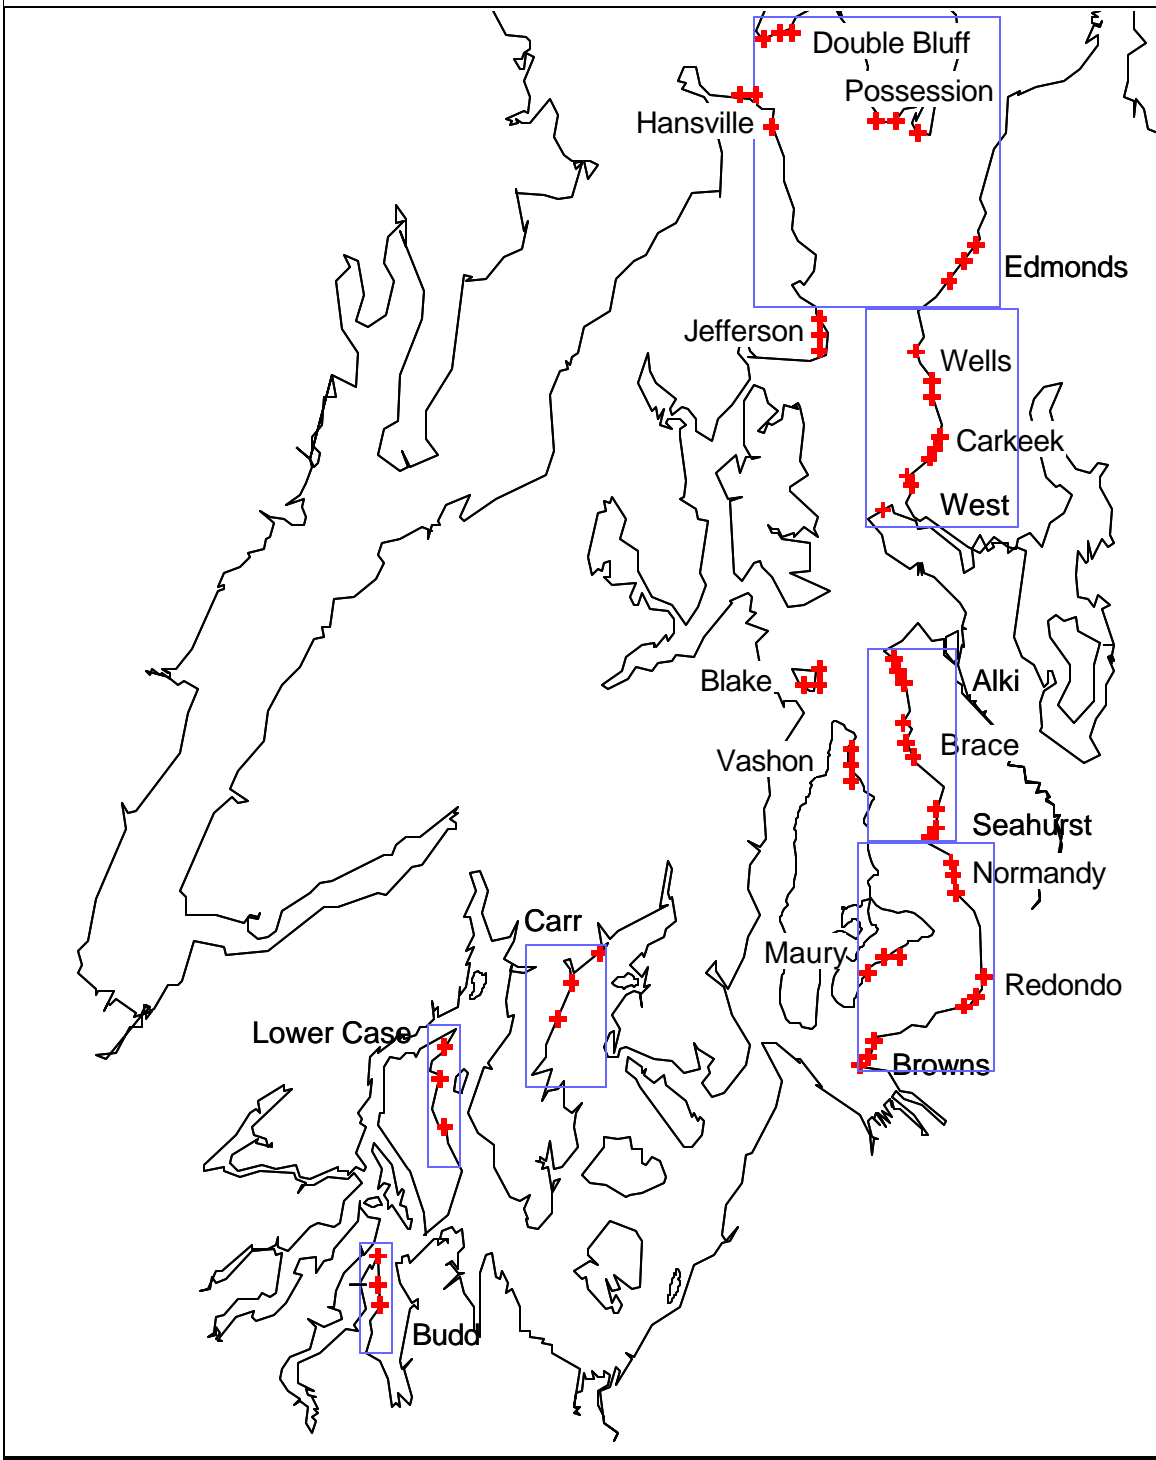 Double Bluff
Possession
Hansville
Edmonds
Jefferson
Wells
Carkeek
West
Blake
Alki
Brace
Vashon
Seahurst
Normandy
Carr
Maury
Redondo
Lower Case
Browns
Budd